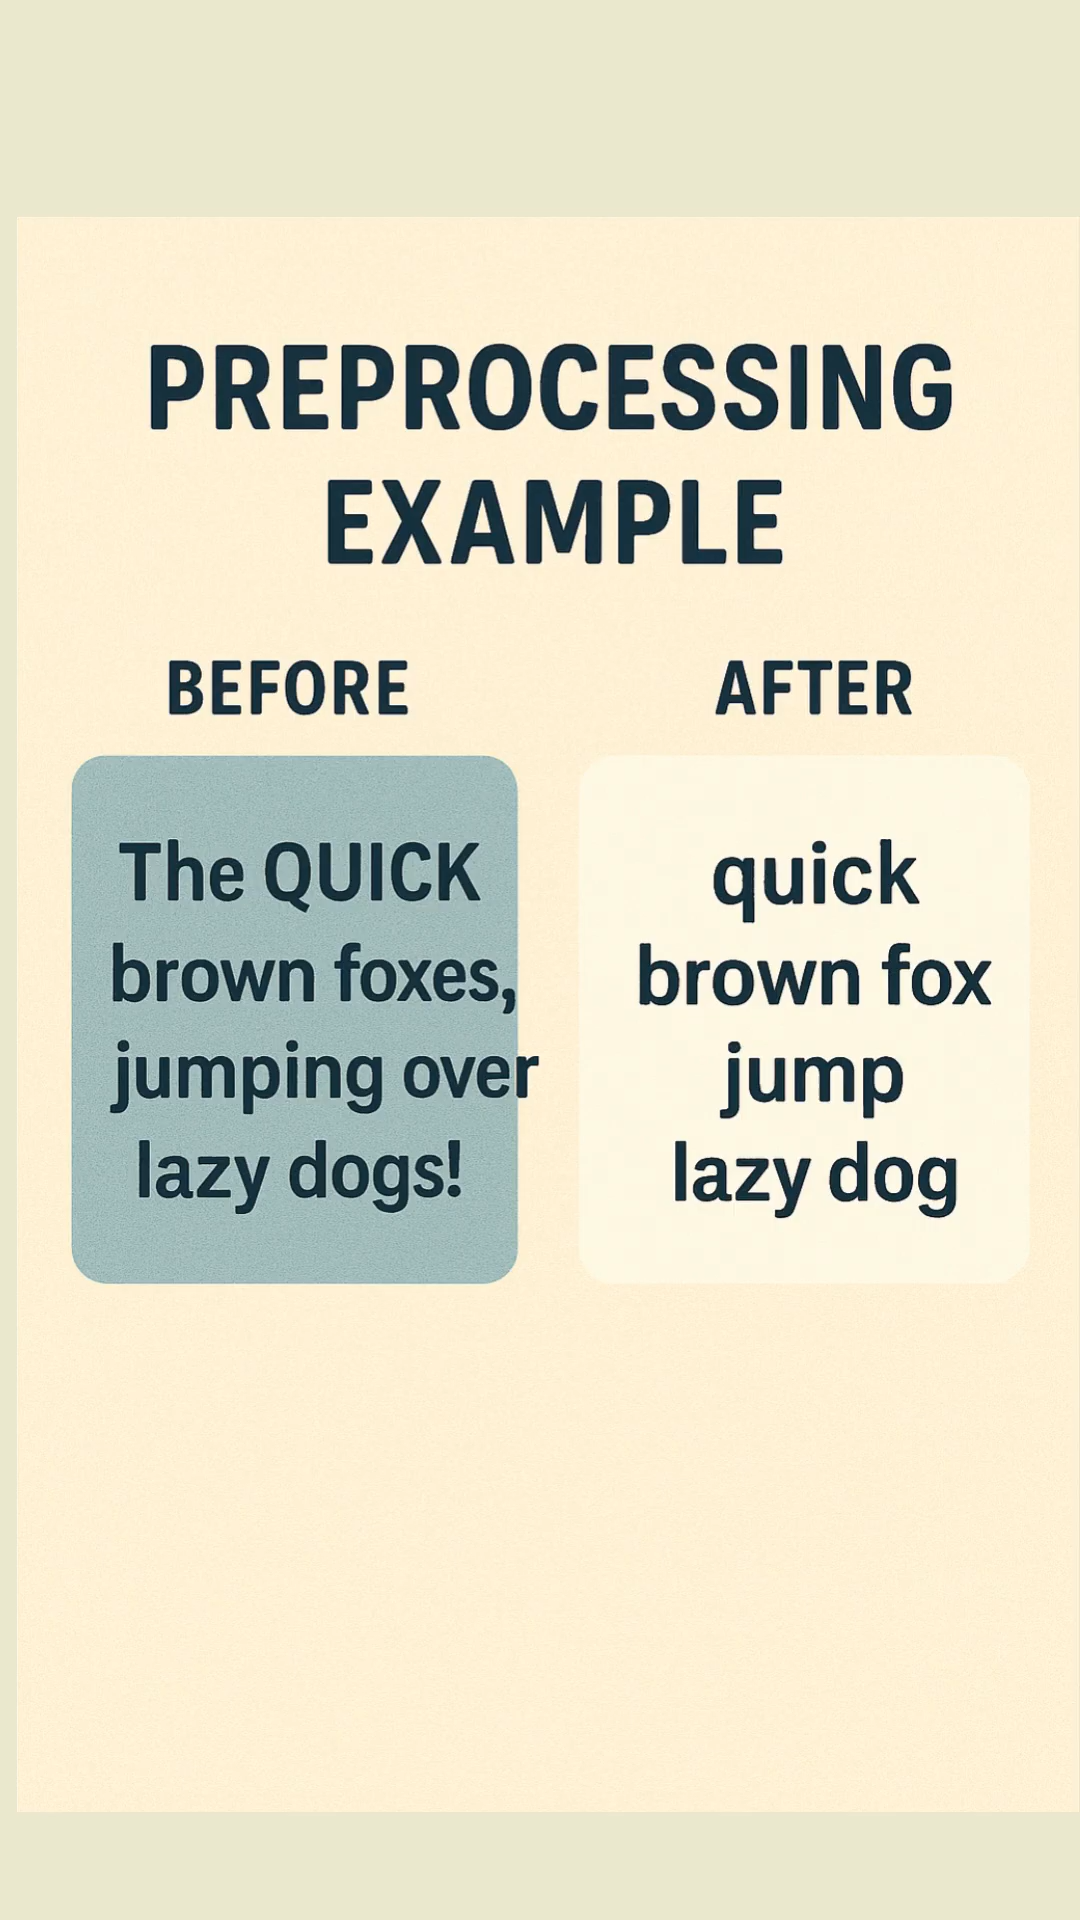 PREPROCESSING
EXAMPLE
BEFORE
The QUICK
brown foxes,
jumping over
lazy dogs!
AFTER
quick
brown fox
jump
lazy dog